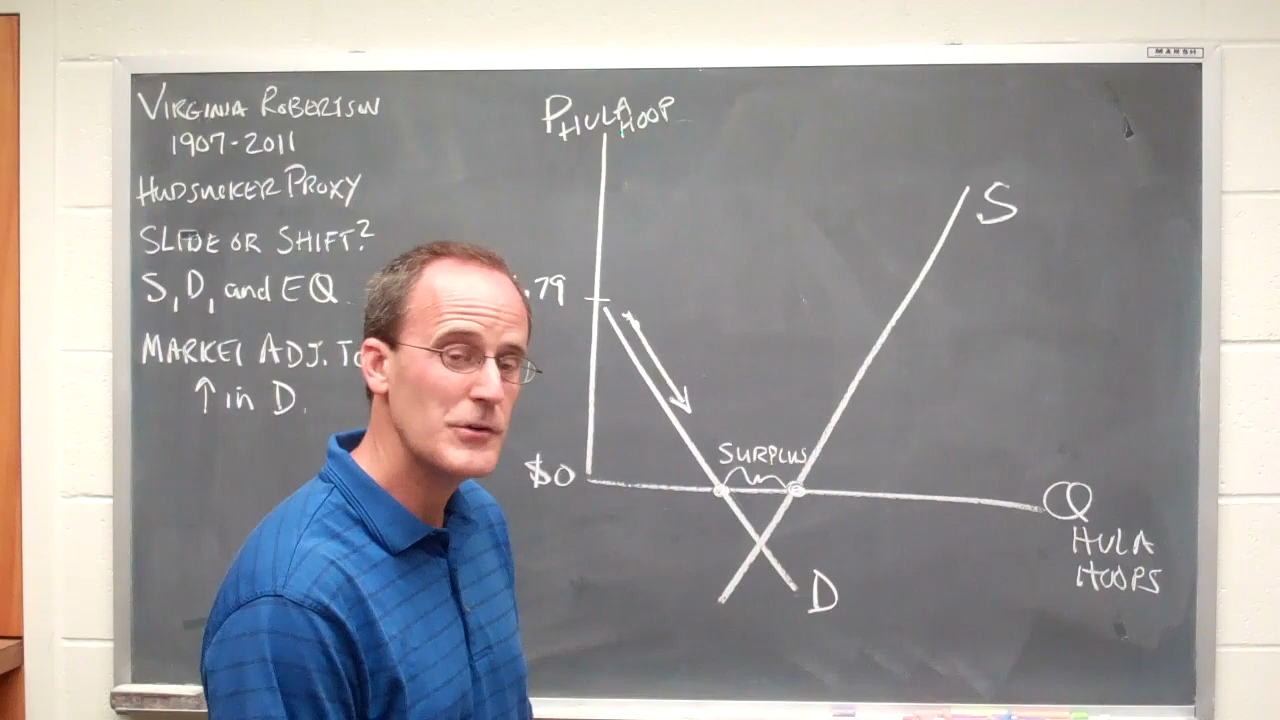 VIRGINIA ROBERTSON
1907-2011
HUDSUCKER PROXY
SLIDE OR SHIFT?
S, D, and EQ
MARKET ADJ. TO
↑ in D.
P HULA HOOP
.79
$0
SURPLUS
S
D
Q
HULA
HOOPS
MARSH